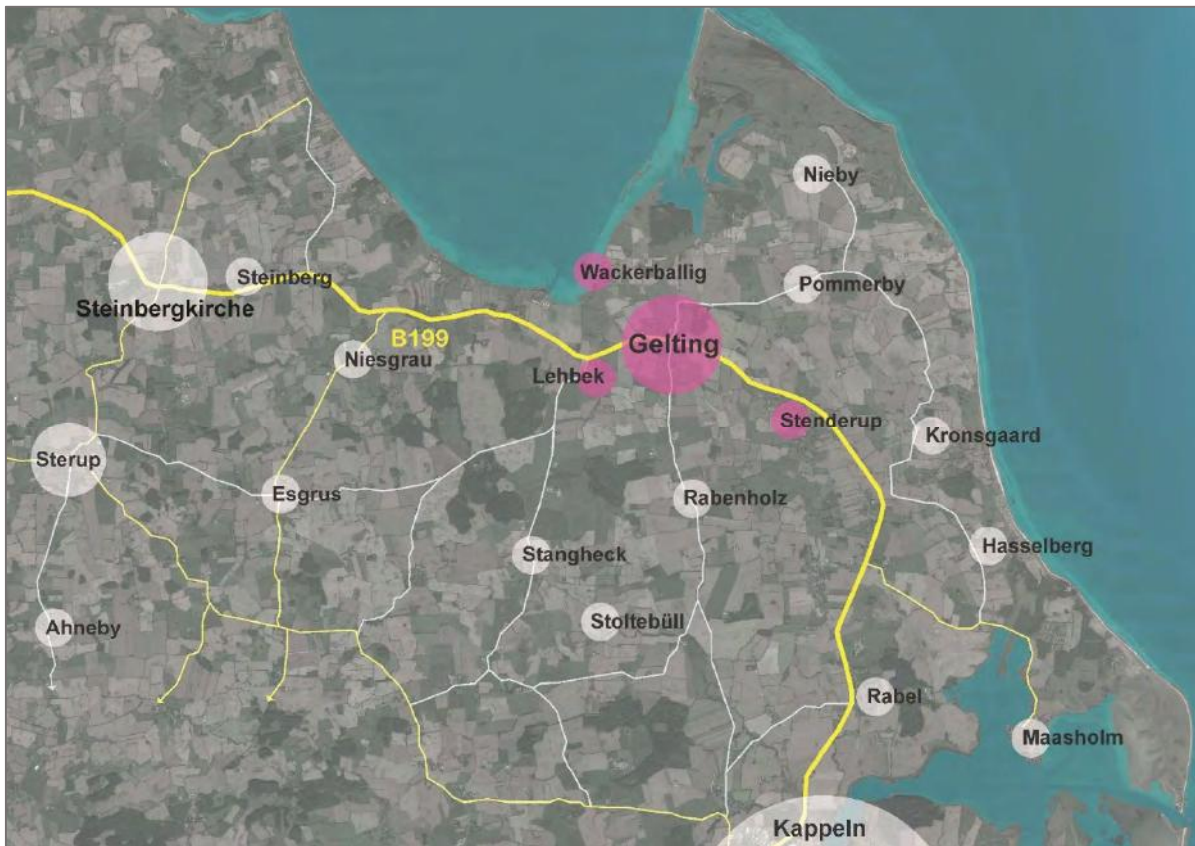 Nieby
Wackerballig
Steinberg
Pommerby
Steinbergkirche
B199
Gelting
Niesgrau
Lehbek
Stenderup
Kronsgaard
Sterup
Esgrus
Rabenholz
Stangheck
Hasselberg
Ahneby
Stoltebüll
Rabel
Maasholm
Kappeln